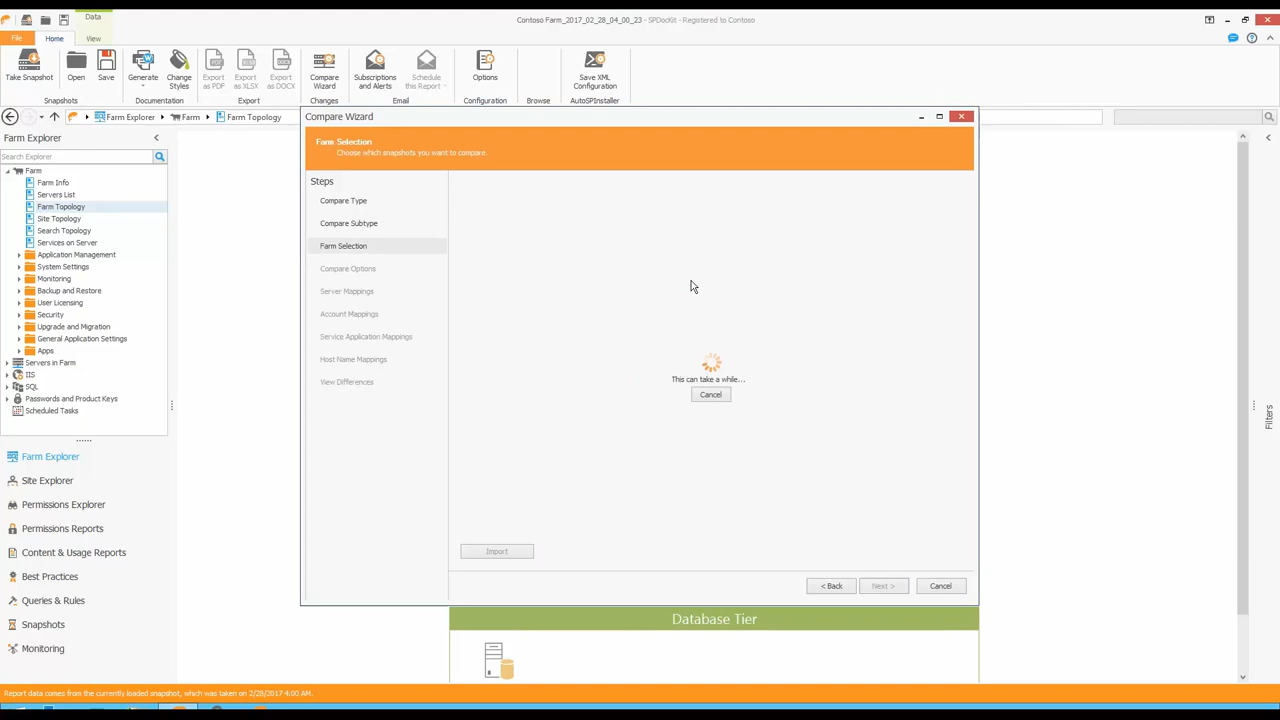 Data
Contoso Farm_2017_02_28_04_00_23 - SPDocKit - Registered to Contoso
File
Home
View
Take Snapshot
Open
Save
Generate
Change Styles
Export as PDF
Export as XLSX
Export as DOCX
Compare Wizard
Subscriptions and Alerts
Schedule this Report
Options
Save XML Configuration
Snapshots
Documentation
Export
Changes
Email
Configuration
Browse
AutoSPInstaller
Farm Explorer
Farm
Farm Topology
Farm Explorer
Search Explorer
Farm
Farm Info
Servers List
Farm Topology
Site Topology
Search Topology
Services on Server
Application Management
System Settings
Monitoring
Backup and Restore
User Licensing
Security
Upgrade and Migration
General Application Settings
Apps
Servers in Farm
IIS
SQL
Passwords and Product Keys
Scheduled Tasks
Farm Explorer
Site Explorer
Permissions Explorer
Permissions Reports
Content & Usage Reports
Best Practices
Queries & Rules
Snapshots
Monitoring
Compare Wizard
Farm Selection
Choose which snapshots you want to compare.
Steps
Compare Type
Compare Subtype
Farm Selection
Compare Options
Server Mappings
Account Mappings
Service Application Mappings
Host Name Mappings
View Differences
This can take a while...
Cancel
Import
< Back
Next >
Cancel
Database Tier
Filters
Report data comes from the currently loaded snapshot, which was taken on 2/28/2017 4:00 AM.